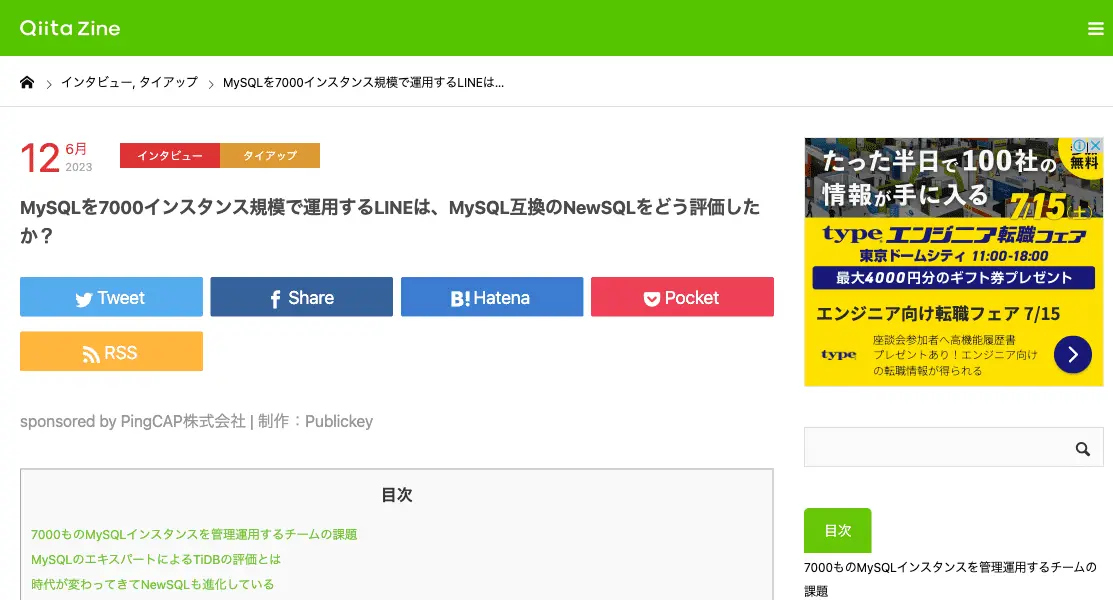 Qiita Zine
インタビュー, タイアップ
MySQLを7000インスタンス規模で運用するLINEは...
12
6月
2023
インタビュー
タイアップ
MySQLを7000インスタンス規模で運用するLINEは、MySQL互換のNewSQLをどう評価した
か？
Tweet
Share
B! Hatena
Pocket
RSS
sponsored by PingCAP株式会社 | 制作：Publickey
目次
7000ものMySQLインスタンスを管理運用するチームの課題
MySQLのエキスパートによるTiDBの評価とは
時代が変わってきてNewSQLも進化している
たった半日で100社の
情報が手に入る
無料
7.15(土)
type エンジニア転職フェア
東京ドームシティ 11:00-18:00
最大4000円分のギフト券プレゼント
エンジニア向け転職フェア 7/15
type
座談会参加者へ高機能履歴書
プレゼントあり！エンジニア向け
の転職情報が得られる
目次
7000ものMySQLインスタンスを管理運用するチームの
課題